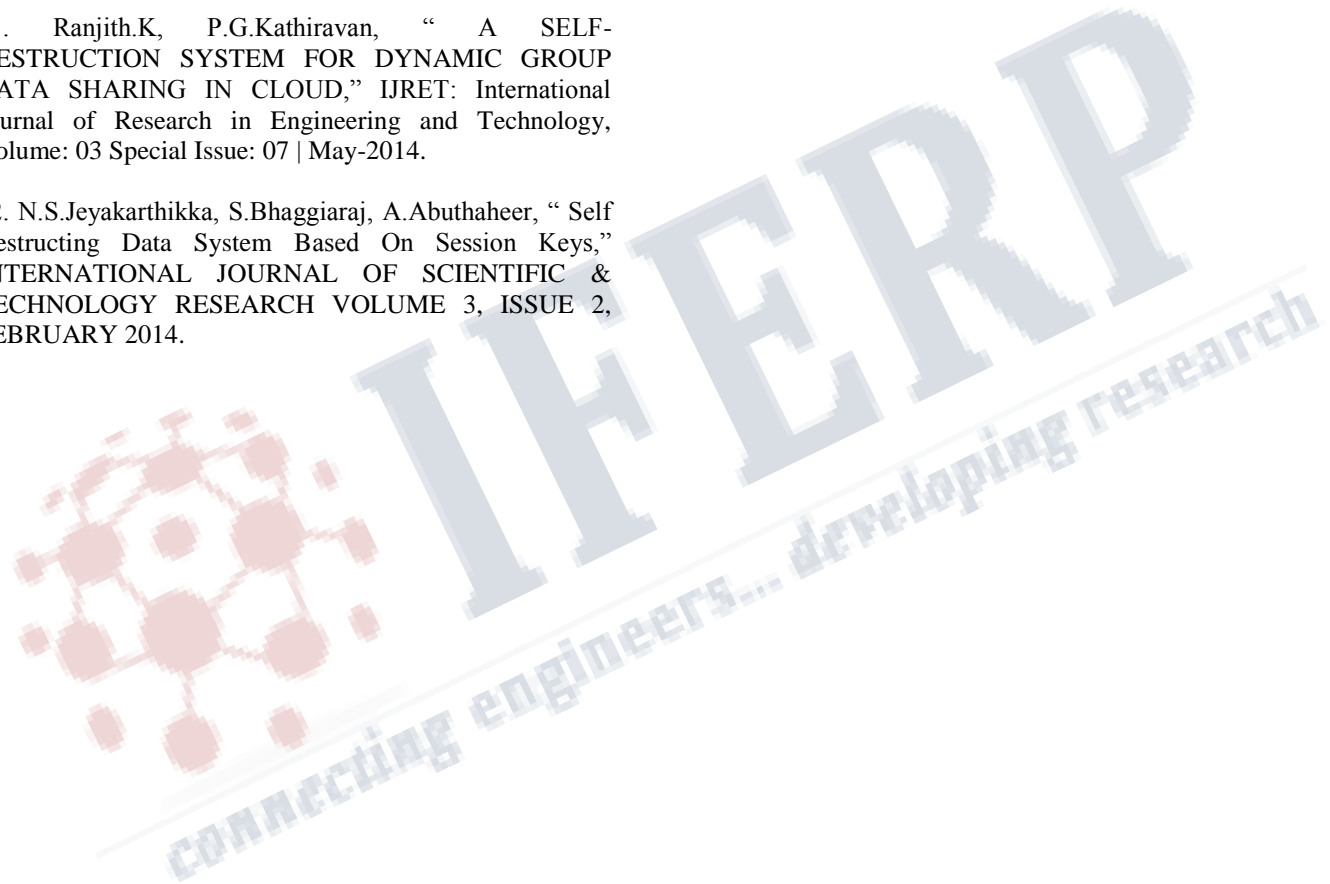 . Ranjith.K, P.G.Kathiravan, “ A SELF-
ESTRUCTION SYSTEM FOR DYNAMIC GROUP
ATA SHARING IN CLOUD,” IJRET: International
urnal of Research in Engineering and Technology,
olume: 03 Special Issue: 07 | May-2014.
. N.S.Jeyakarthikka, S.Bhaggiaraj, A.Abuthaheer, “ Self
estructing Data System Based On Session Keys,”
NTERNATIONAL JOURNAL OF SCIENTIFIC &
ECHNOLOGY RESEARCH VOLUME 3, ISSUE 2,
EBRUARY 2014.
IFERP
connecting engineers... developing research